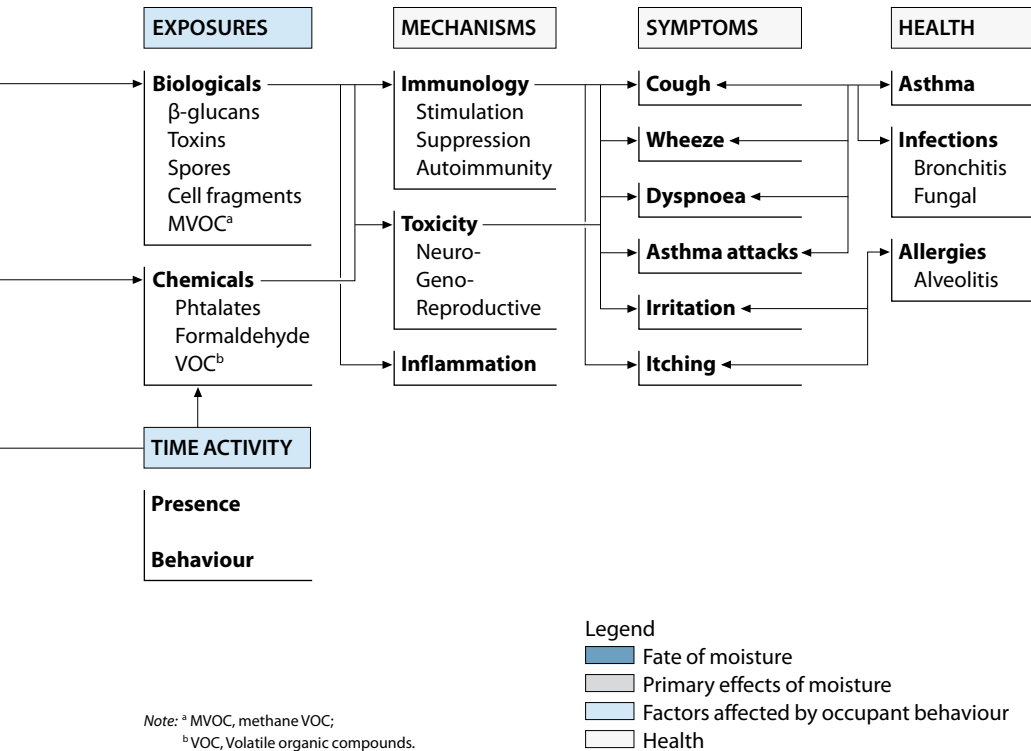 EXPOSURES
Biologicals
β-glucans
Toxins
Spores
Cell fragments
MVOCᵃ
Chemicals
Phtalates
Formaldehyde
VOCᵇ
TIME ACTIVITY
Presence
Behaviour
MECHANISMS
Immunology
Stimulation
Suppression
Autoimmunity
Toxicity
Neuro-
Geno-
Reproductive
Inflammation
SYMPTOMS
Cough
Wheeze
Dyspnoea
Asthma attacks
Irritation
Itching
HEALTH
Asthma
Infections
Bronchitis
Fungal
Allergies
Alveolitis
Legend
Fate of moisture
Primary effects of moisture
Factors affected by occupant behaviour
Health
Note: ᵃ MVOC, methane VOC;
ᵇ VOC, Volatile organic compounds.